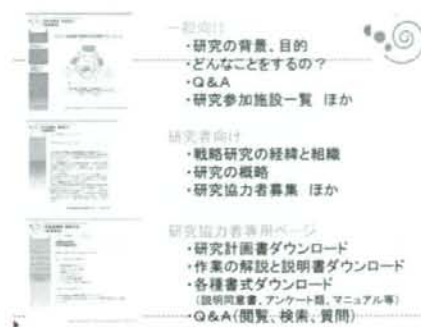 一般向け
・研究の背景、目的
・どんなことをするの？
・Q&A
・研究参加施設一覧 ほか
研究者向け
・戦略研究の経緯と組織
・研究の概略
・研究協力者募集 ほか
研究協力者専用ページ
・研究計画書ダウンロード
・作業の解説と説明書ダウンロード
・各種書式ダウンロード
（説明同意書、アンケート類、マニュアル等）
・Q&A（閲覧、検索、質問）